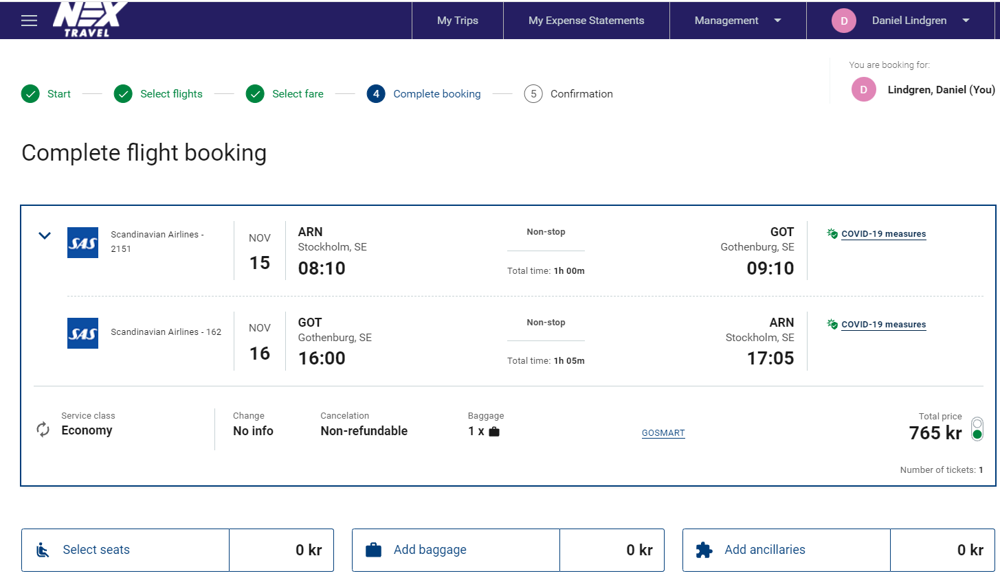 NEX
TRAVEL
My Trips
My Expense Statements
Management
D
Daniel Lindgren
You are booking for:
D
Lindgren, Daniel (You)
Start
Select flights
Select fare
4
Complete booking
5
Confirmation
Complete flight booking
SAS
Scandinavian Airlines -
2151
NOV
15
ARN
Stockholm, SE
08:10
Non-stop
Total time: 1h 00m
GOT
Gothenburg, SE
09:10
COVID-19 measures
SAS
Scandinavian Airlines - 162
NOV
16
GOT
Gothenburg, SE
16:00
Non-stop
Total time: 1h 05m
ARN
Stockholm, SE
17:05
COVID-19 measures
Service class
Economy
Change
No info
Cancelation
Non-refundable
Baggage
1 x
GOSMART
Total price
765 kr
Number of tickets: 1
Select seats
0 kr
Add baggage
0 kr
Add ancillaries
0 kr